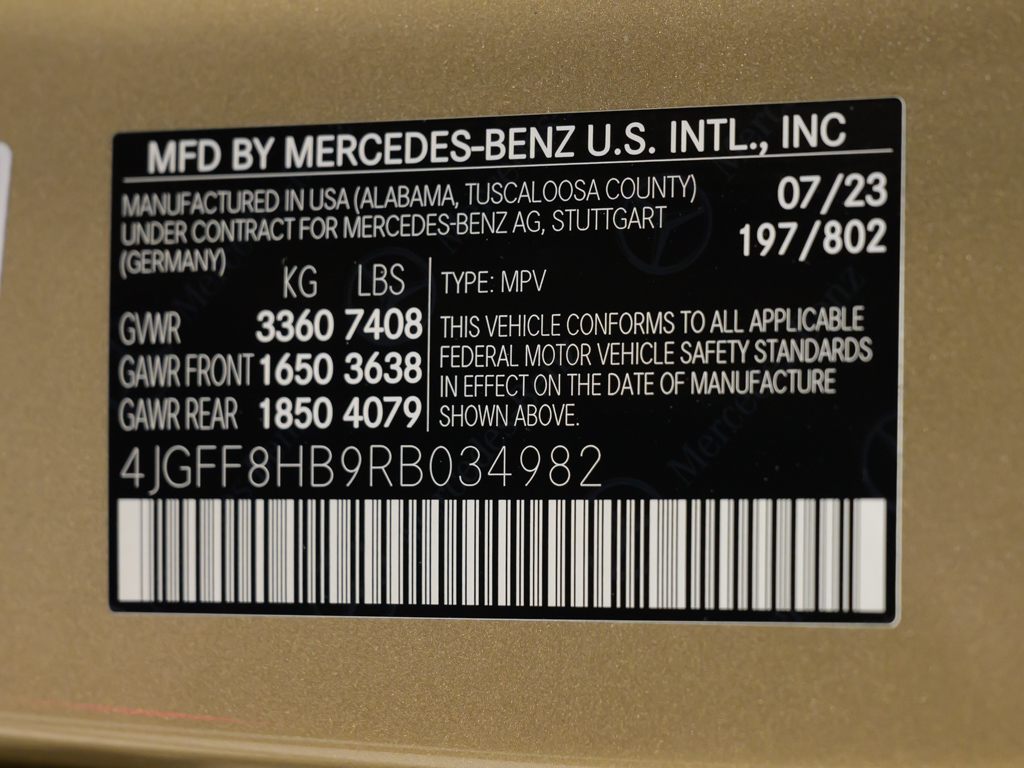 MFD BY MERCEDES-BENZ U.S. INTL., INC
MANUFACTURED IN USA (ALABAMA, TUSCALOOSA COUNTY)
UNDER CONTRACT FOR MERCEDES-BENZ AG, STUTTGART
(GERMANY)
07/23
197/802
KG LBS
GVWR 3360 7408
GAWR FRONT 1650 3638
GAWR REAR 1850 4079
TYPE: MPV
THIS VEHICLE CONFORMS TO ALL APPLICABLE
FEDERAL MOTOR VEHICLE SAFETY STANDARDS
IN EFFECT ON THE DATE OF MANUFACTURE
SHOWN ABOVE.
4JGFF8HB9RB034982